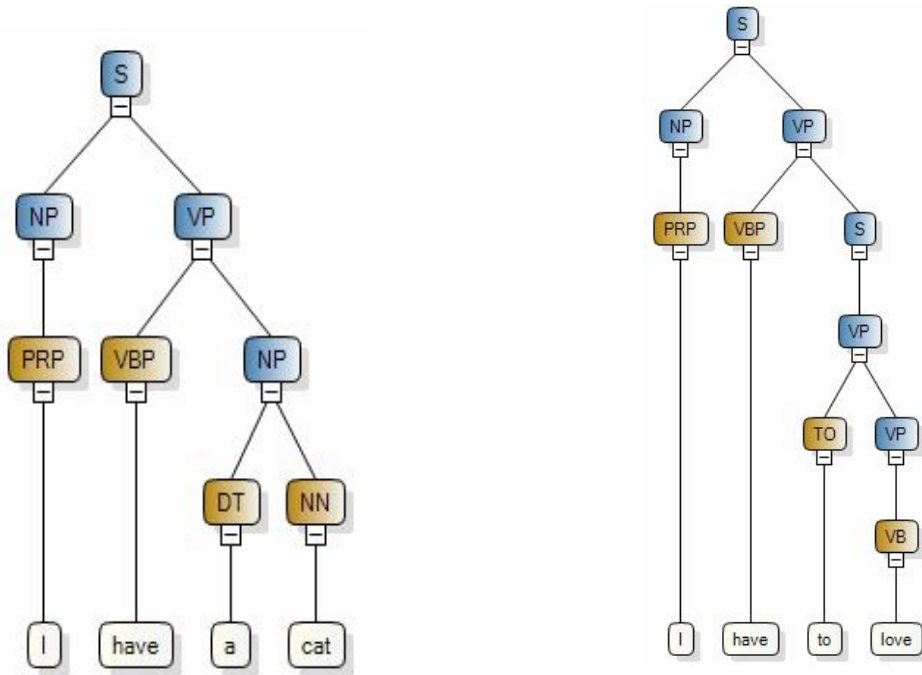 S
NP VP
PRP VBP NP
DT NN
I have a cat
S
NP VP
PRP VBP S
VP
TO VP
VB
I have to love